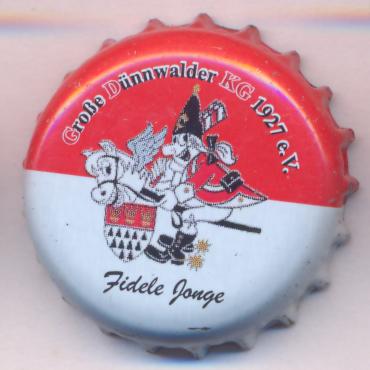 Große Dünnwalder KG 1927 e.V.
Fidele Jonge